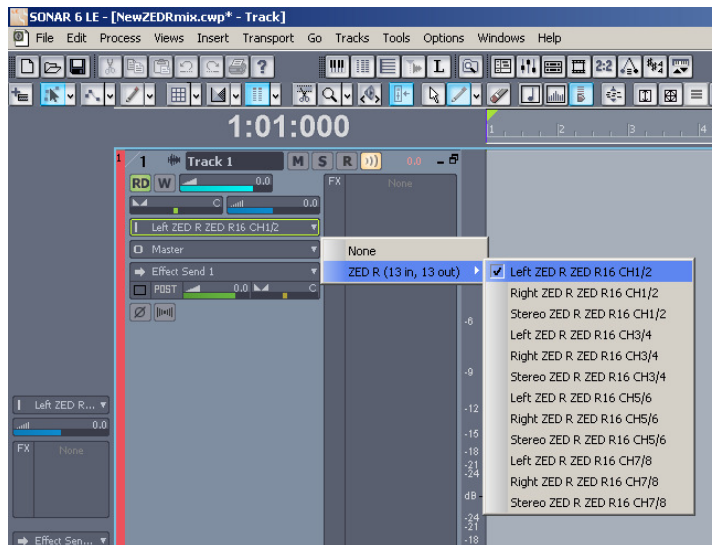 SONAR 6 LE - [NewZEDRmix.cwp* - Track]
File Edit Process Views Insert Transport Go Tracks Tools Options Windows Help
L 2:2
1:01:000
1 2 3 4
1 1 Track 1 M S R 0.0
RD W 0.0 FX None
C 0.0
Left ZED R ZED R16 CH1/2
Master
Effect Send 1
POST 0.0 C
None
ZED R (13 in, 13 out)
Left ZED R ZED R16 CH1/2
Right ZED R ZED R16 CH1/2
Stereo ZED R ZED R16 CH1/2
Left ZED R ZED R16 CH3/4
Right ZED R ZED R16 CH3/4
Stereo ZED R ZED R16 CH3/4
Left ZED R ZED R16 CH5/6
Right ZED R ZED R16 CH5/6
Stereo ZED R ZED R16 CH5/6
Left ZED R ZED R16 CH7/8
Right ZED R ZED R16 CH7/8
Stereo ZED R ZED R16 CH7/8
-6
-9
-12
-15
-18
-21
-24
dB
-24
-21
-18
Left ZED R...
0.0
FX None
Effect Sen...